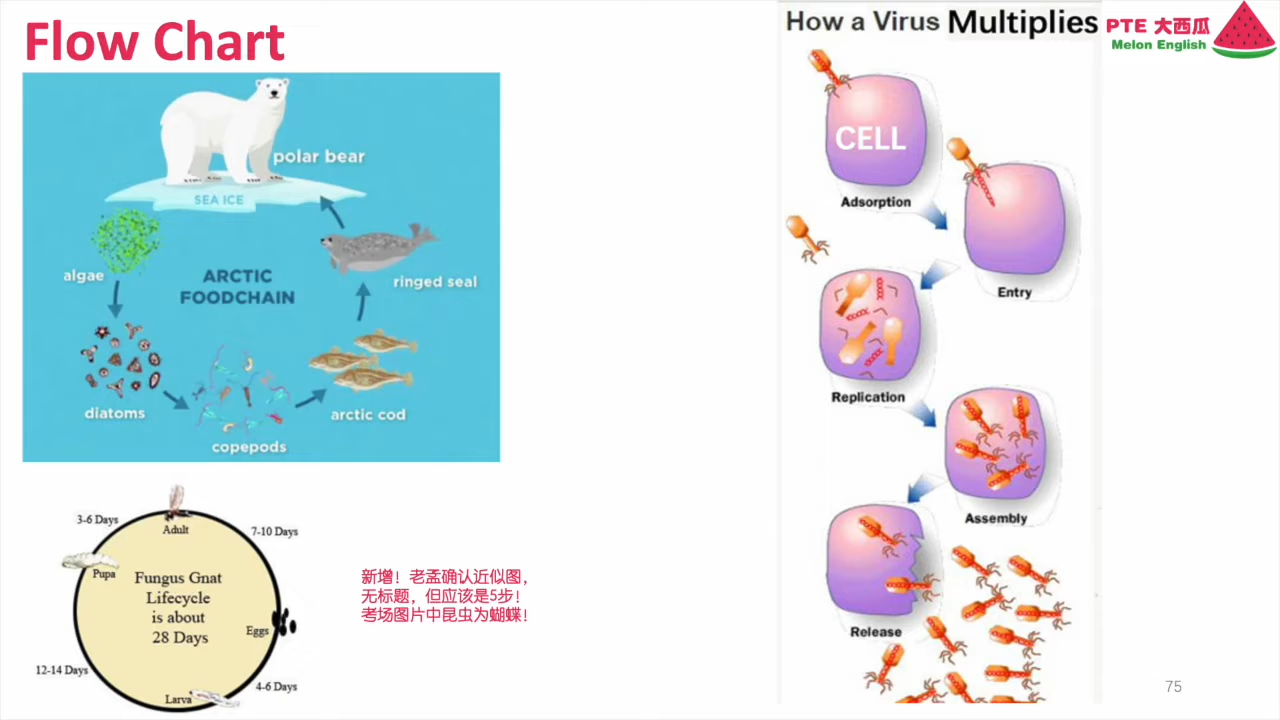 Flow Chart
polar bear
SEA ICE
algae
ARCTIC
FOODCHAIN
ringed seal
diatoms
copepods
arctic cod
3-6 Days
Adult
7-10 Days
Pupa
Fungus Gnat
Lifecycle
is about
28 Days
Eggs
12-14 Days
Larva
4-6 Days
新增！老孟确认近似图，
无标题，但应该是5步！
考场图片中昆虫为蝴蝶！
How a Virus Multiplies
CELL
Adsorption
Entry
Replication
Assembly
Release
PTE 大西瓜
Melon English
75